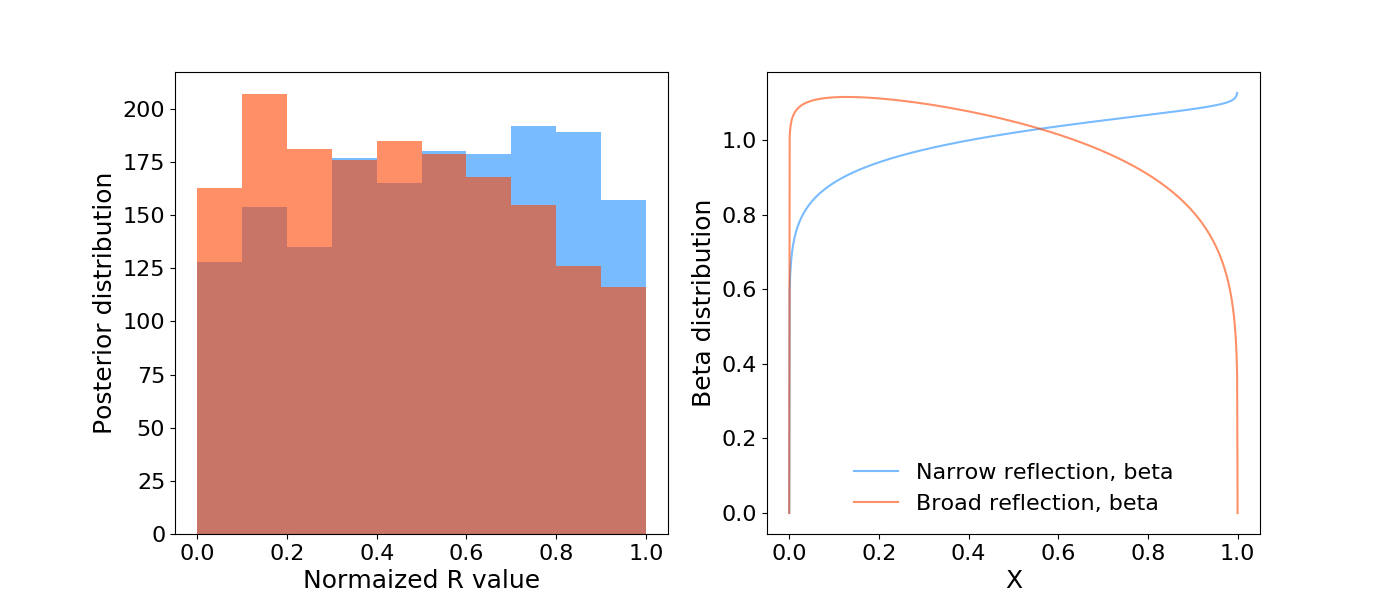 Posterior distribution
200
175
150
125
100
75
50
25
0
0.0 0.2 0.4 0.6 0.8 1.0
Normaized R value
Beta distribution
1.0
0.8
0.6
0.4
0.2
0.0
Narrow reflection, beta
Broad reflection, beta
0.0 0.2 0.4 0.6 0.8 1.0
X